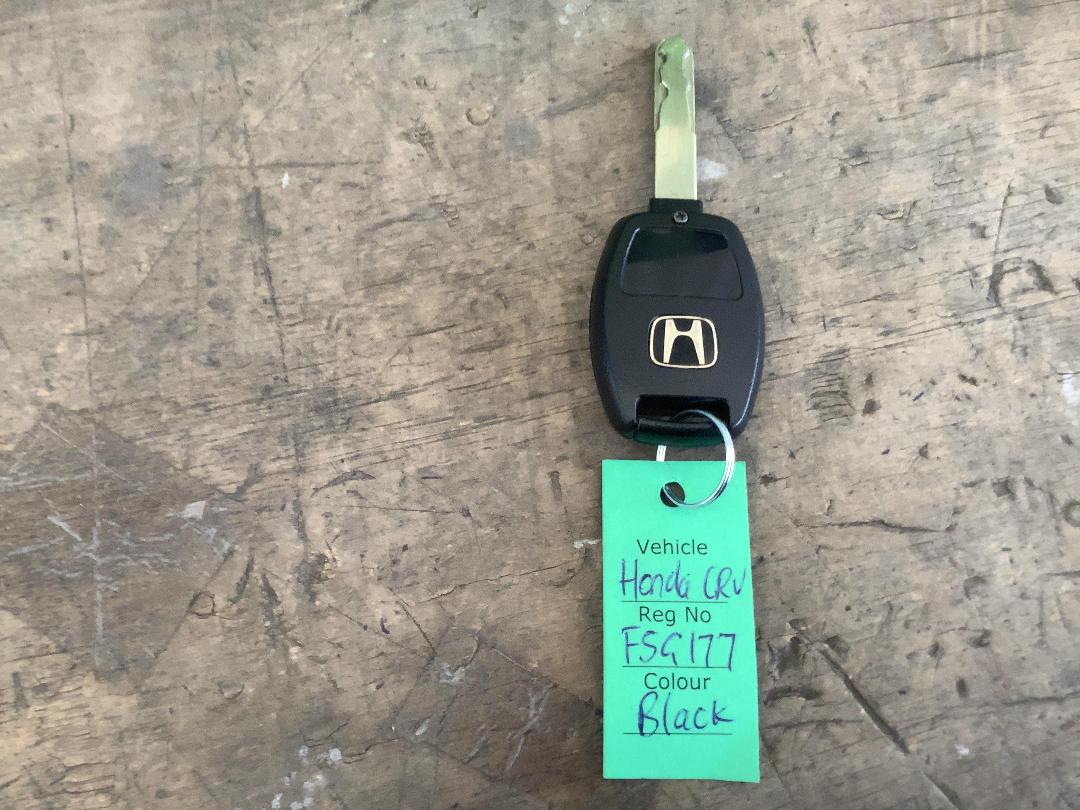 Vehicle
Honda CRV
Reg No
FSG177
Colour
Black